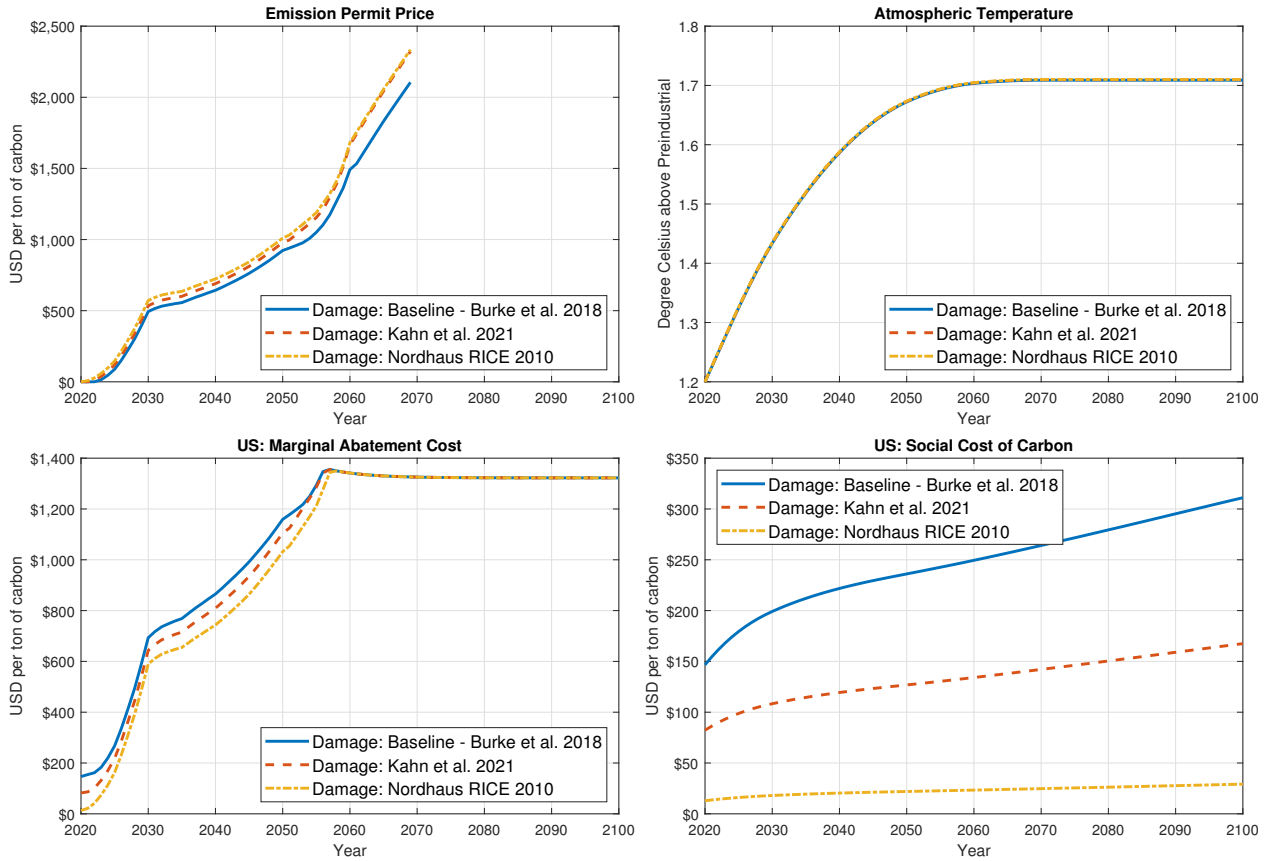 Emission Permit Price
$2,500
$2,000
$1,500
$1,000
$500
$0
USD per ton of carbon
2020 2030 2040 2050 2060 2070 2080 2090 2100
Year
Damage: Baseline - Burke et al. 2018
Damage: Kahn et al. 2021
Damage: Nordhaus RICE 2010
Atmospheric Temperature
1.8
1.7
1.6
1.5
1.4
1.3
1.2
Degree Celsius above Preindustrial
2020 2030 2040 2050 2060 2070 2080 2090 2100
Year
Damage: Baseline - Burke et al. 2018
Damage: Kahn et al. 2021
Damage: Nordhaus RICE 2010
US: Marginal Abatement Cost
$1,400
$1,200
$1,000
$800
$600
$400
$200
$0
USD per ton of carbon
2020 2030 2040 2050 2060 2070 2080 2090 2100
Year
Damage: Baseline - Burke et al. 2018
Damage: Kahn et al. 2021
Damage: Nordhaus RICE 2010
US: Social Cost of Carbon
$350
$300
$250
$200
$150
$100
$50
$0
USD per ton of carbon
2020 2030 2040 2050 2060 2070 2080 2090 2100
Year
Damage: Baseline - Burke et al. 2018
Damage: Kahn et al. 2021
Damage: Nordhaus RICE 2010